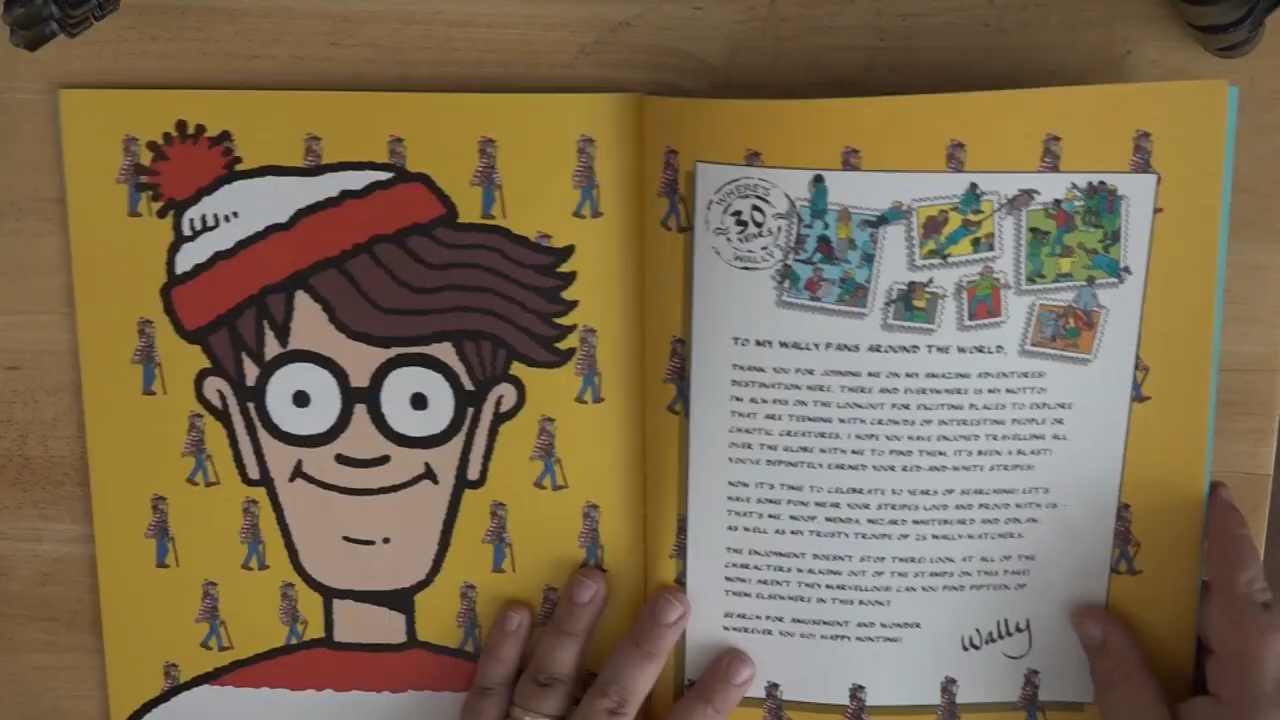 WHERE'S
30
YEARS
WALLY
TO MY WALLY FANS AROUND THE WORLD,
THANK YOU FOR JOINING ME ON MY AMAZING ADVENTURES!
DESTINATION HERE, THERE AND EVERYWHERE IS MY MOTTO!
I'M ALWAYS ON THE LOOKOUT FOR EXCITING PLACES TO EXPLORE
THAT ARE TEEMING WITH CROWDS OF INTERESTING PEOPLE OR
CHAOTIC CREATURES. I HOPE YOU HAVE ENJOYED TRAVELLING ALL
OVER THE GLOBE WITH ME TO FIND THEM. IT'S BEEN A BLAST!
YOU'VE DEFINITELY EARNED YOUR RED-AND-WHITE STRIPES!
NOW IT'S TIME TO CELEBRATE 30 YEARS OF SEARCHING! LET'S
HAVE SOME FUN! WEAR YOUR STRIPES LOUD AND PROUD WITH US –
THAT'S ME, WOOF, WENDA, WIZARD WHITEBEARD AND ODLAW,
AS WELL AS MY TRUSTY TROUPE OF 25 WALLY-WATCHERS.
THE ENJOYMENT DOESN'T STOP THERE! LOOK AT ALL OF THE
CHARACTERS WALKING OUT OF THE STAMPS ON THIS PAGE!
WOW! AREN'T THEY MARVELLOUS! CAN YOU FIND FIFTEEN OF
THEM ELSEWHERE IN THIS BOOK?
SEARCH FOR AMUSEMENT AND WONDER
WHEREVER YOU GO! HAPPY HUNTING!
Wally